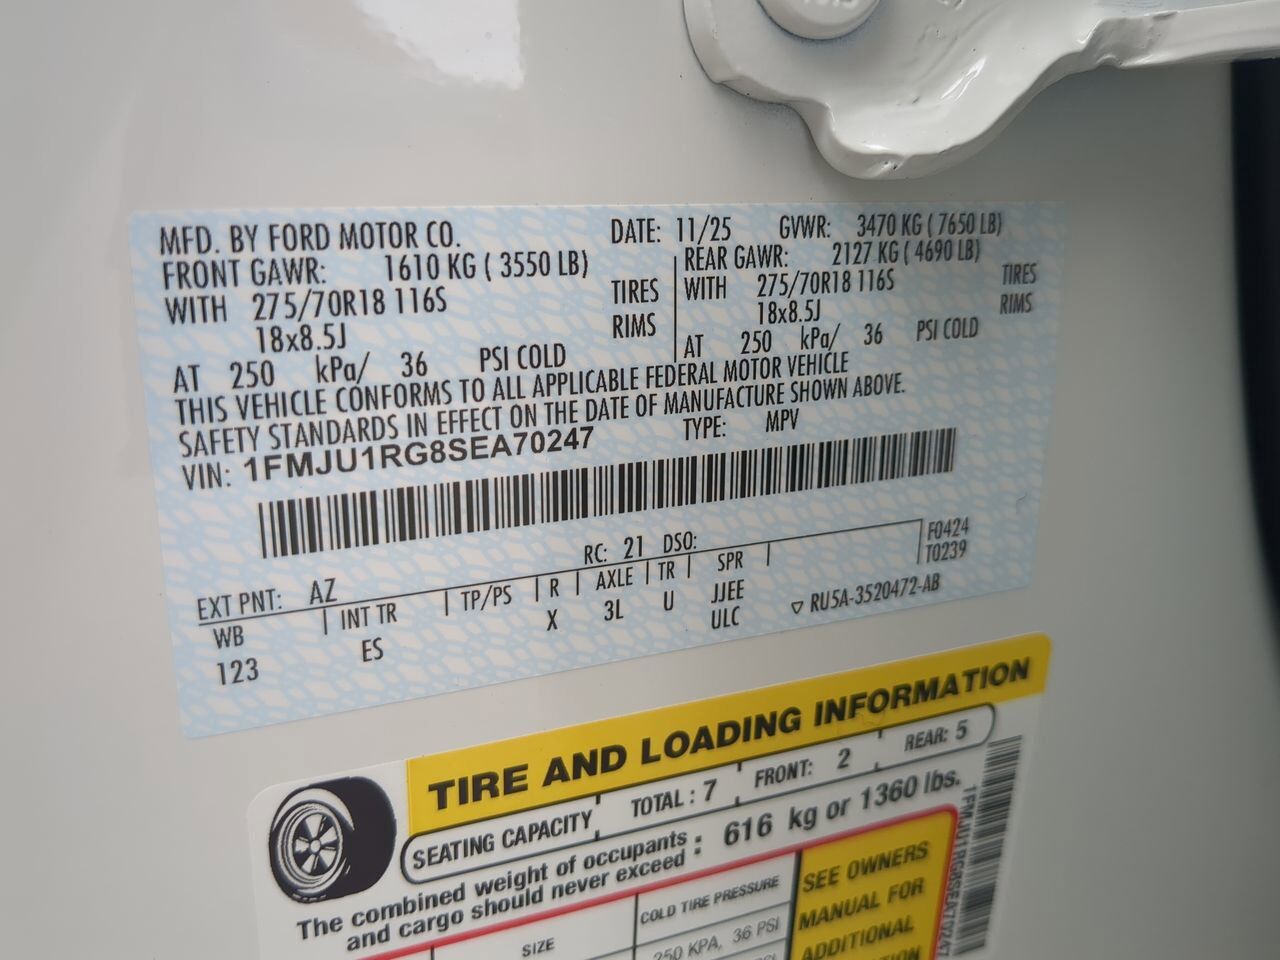 MFD. BY FORD MOTOR CO.
DATE: 11/25 GVWR: 3470 KG ( 7650 LB)
FRONT GAWR: 1610 KG ( 3550 LB)
REAR GAWR: 2127 KG ( 4690 LB)
WITH 275/70R18 116S TIRES
WITH 275/70R18 116S TIRES
18x8.5J RIMS
18x8.5J RIMS
AT 250 kPa/ 36 PSI COLD
AT 250 kPa/ 36 PSI COLD
THIS VEHICLE CONFORMS TO ALL APPLICABLE FEDERAL MOTOR VEHICLE
SAFETY STANDARDS IN EFFECT ON THE DATE OF MANUFACTURE SHOWN ABOVE.
VIN: 1FMJU1RG8SEA70247 TYPE: MPV
EXT PNT: AZ RC: 21 DSO: F0424
T0239
WB INT TR TP/PS R AXLE TR SPR
123 ES X 3L U JJEE
ULC
RU5A-3520472-AB
TIRE AND LOADING INFORMATION
SEATING CAPACITY TOTAL : 7 FRONT: 2 REAR: 5
The combined weight of occupants
and cargo should never exceed : 616 kg or 1360 lbs.
SIZE COLD TIRE PRESSURE
250 KPA, 36 PSI
SEE OWNERS
MANUAL FOR
ADDITIONAL
1FMJU1RG8SEA70247